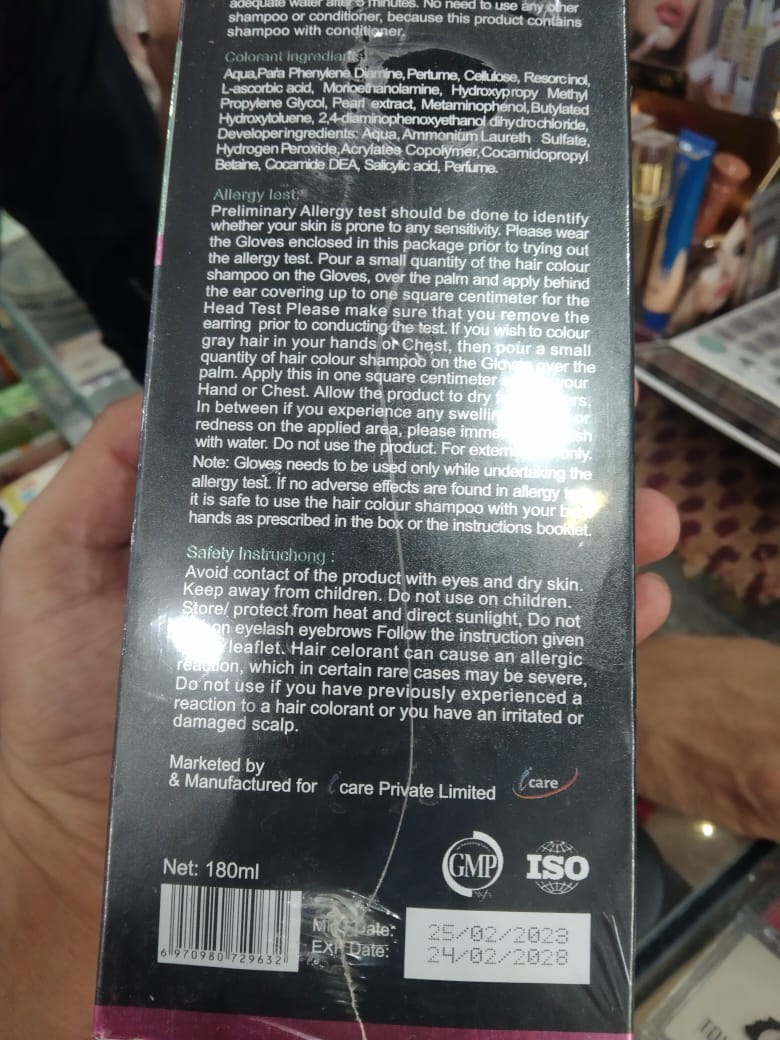 adequate water after 5 minutes. No need to use any other
shampoo or conditioner, because this product contains
shampoo with conditioner.
Colorant ingrediants:
Aqua,Para Phenylene Diamine, Perfume, Cellulose, Resorcinol,
L-ascorbic acid, Monoethanolamine, Hydroxypropy Methyl
Propylene Glycol, Pearl extract, Metaminophenol,Butylated
Hydroxytoluene, 2,4-diaminophenoxyethanol dihydrochloride,
Developeringredients: Aqua, Ammonium Laureth Sulfate,
Hydrogen Peroxide,Acrylates Copolymer,Cocamidopropyl
Betaine, Cocamide DEA, Salicylic acid, Perfume.
Allergy test:
Preliminary Allergy test should be done to identify
whether your skin is prone to any sensitivity. Please wear
the Gloves enclosed in this package prior to trying out
the allergy test. Pour a small quantity of the hair colour
shampoo on the Gloves, over the palm and apply behind
the ear covering up to one square centimeter for the
Head Test Please make sure that you remove the
earring prior to conducting the test. If you wish to colour
gray hair in your hands or Chest, then pour a small
quantity of hair colour shampoo on the Gloves over the
palm. Apply this in one square centimeter your
Hand or Chest. Allow the product to dry
In between if you experience any or
redness on the applied area, please
with water. Do not use the product. For only.
Note: Gloves needs to be used only while undertaking the
allergy test. If no adverse effects are found in allergy
it is safe to use the hair colour shampoo with your
hands as prescribed in the box or the instructions booklet.
Safety Instruchong :
Avoid contact of the product with eyes and dry skin.
Keep away from children. Do not use on children.
Store/ protect from heat and direct sunlight, Do not
on eyelash eyebrows Follow the instruction given
/leaflet. Hair celorant can cause an allergic
reaction, which in certain rare cases may be severe,
Do not use if you have previously experienced a
reaction to a hair colorant or you have an irritated or
damaged scalp.
Marketed by
& Manufactured for icare Private Limited
icare
GMP
ISO
Net: 180ml
6 970980 729632
Date: 25/02/2023
EXP Date: 24/02/2028